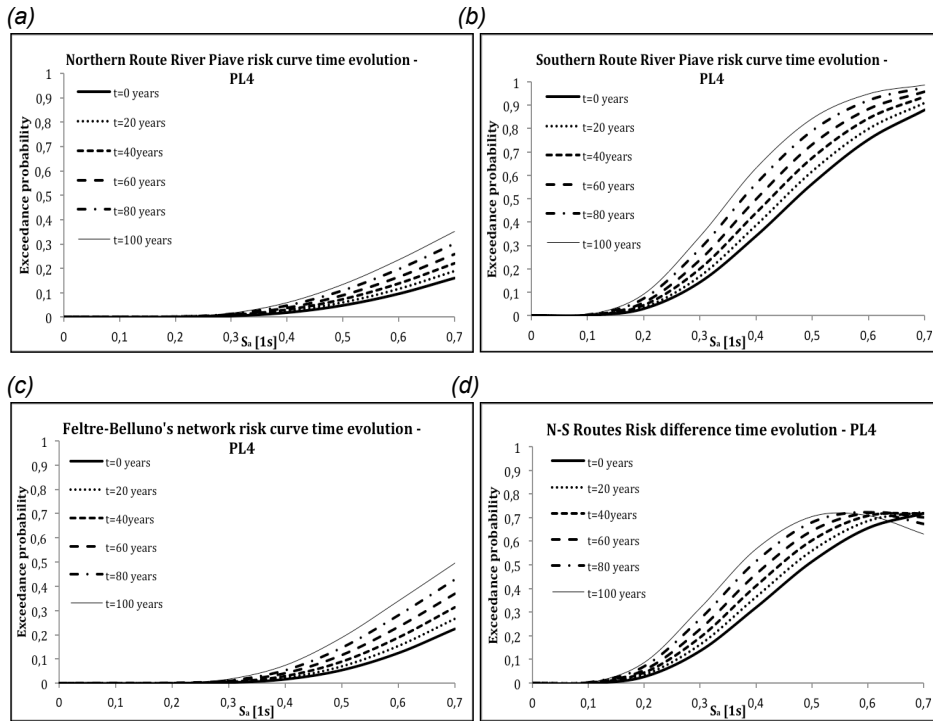 (a)
Northern Route River Piave risk curve time evolution -
PL4
Exceedance probability
1
0,9
0,8
0,7
0,6
0,5
0,4
0,3
0,2
0,1
0
t=0 years
t=20 years
t=40years
t=60 years
t=80 years
t=100 years
0 0,1 0,2 0,3 0,4 0,5 0,6 0,7
Sa [1s]
(b)
Southern Route River Piave risk curve time evolution -
PL4
Exceedance probability
1
0,9
0,8
0,7
0,6
0,5
0,4
0,3
0,2
0,1
0
t=0 years
t=20 years
t=40years
t=60 years
t=80 years
t=100 years
0 0,1 0,2 0,3 0,4 0,5 0,6 0,7
Sa [1s]
(c)
Feltre-Belluno's network risk curve time evolution -
PL4
Exceedance probability
1
0,9
0,8
0,7
0,6
0,5
0,4
0,3
0,2
0,1
0
t=0 years
t=20 years
t=40years
t=60 years
t=80 years
t=100 years
0 0,1 0,2 0,3 0,4 0,5 0,6 0,7
Sa [1s]
(d)
N-S Routes Risk difference time evolution - PL4
Exceedance probability
1
0,9
0,8
0,7
0,6
0,5
0,4
0,3
0,2
0,1
0
t=0 years
t=20 years
t=40years
t=60 years
t=80 years
t=100 years
0 0,1 0,2 0,3 0,4 0,5 0,6 0,7
Sa [1s]